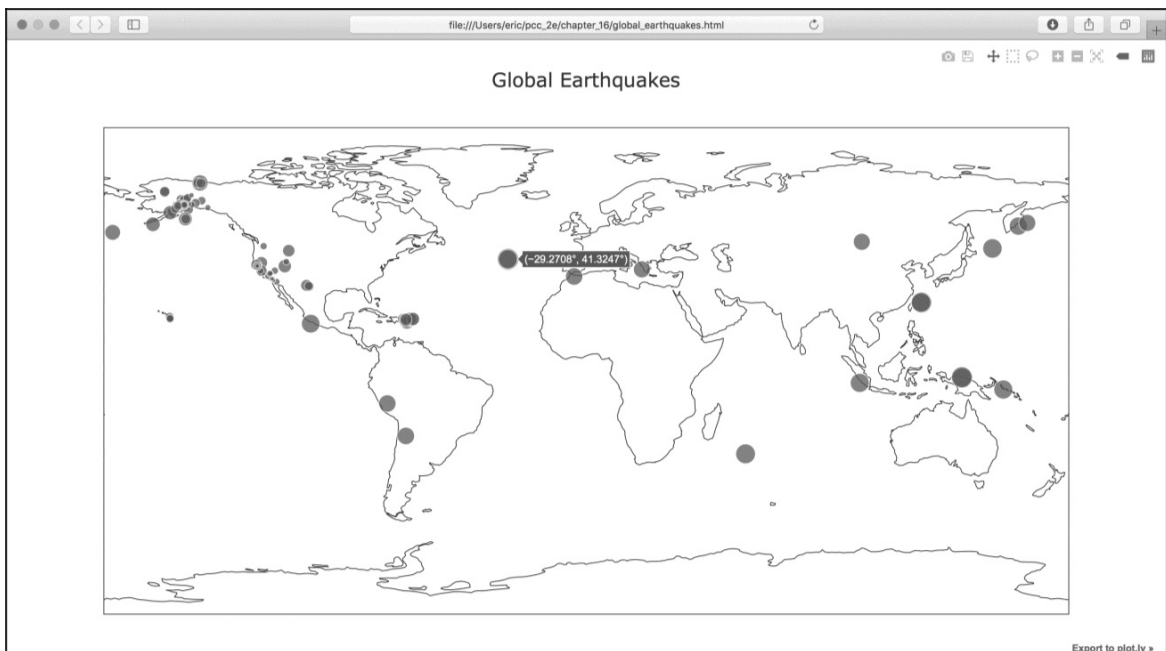 file:///Users/eric/pcc_2e/chapter_16/global_earthquakes.html
Global Earthquakes
(−29.2708°, 41.3247°)
Export to plot.ly »